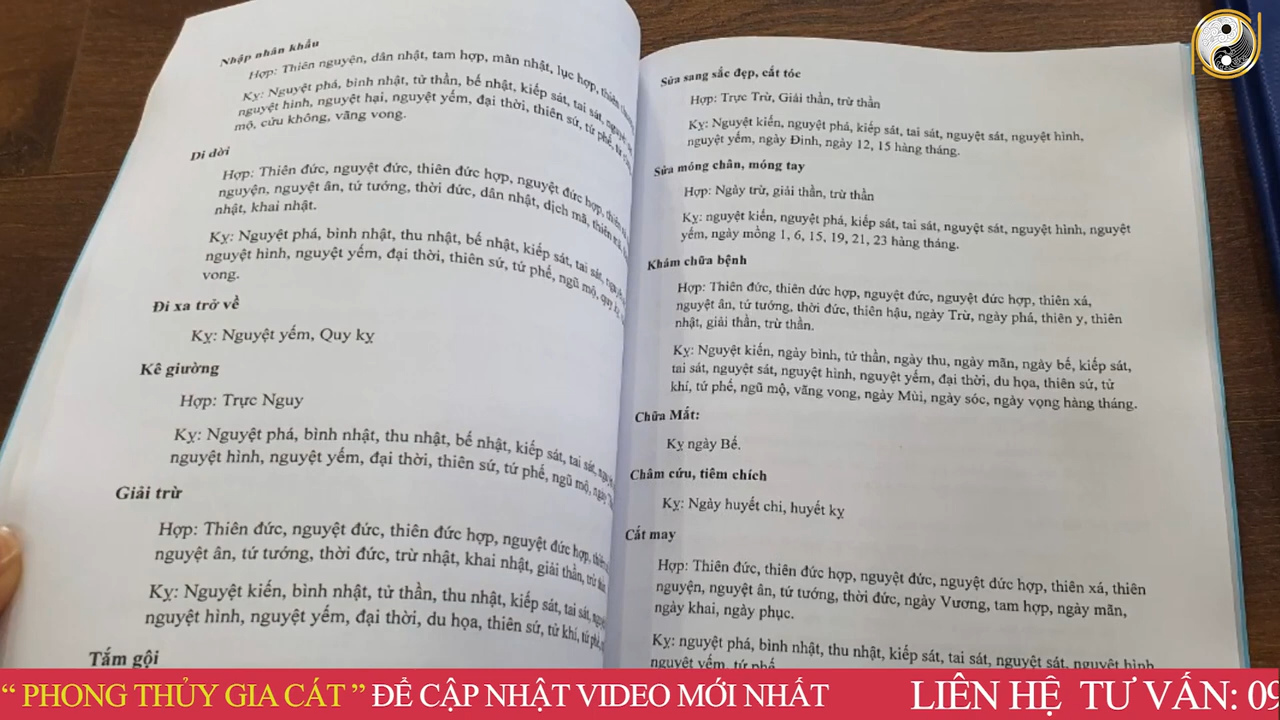 Nhập nhân khẩu
Hợp: Thiên nguyện, dân nhật, tam hợp, mãn nhật, lục hợp, thiên
Kỵ: Nguyệt phá, bình nhật, tử thần, bế nhật, kiếp sát, tai sát, nguyệt
nguyệt hình, nguyệt hại, nguyệt yếm, đại thời, thiên sứ, tứ phế,
mộ, cửu không, vãng vong.
Di dời
Hợp: Thiên đức, nguyệt đức, thiên đức hợp, nguyệt đức hợp, thiên
nguyện, nguyệt ân, tứ tướng, thời đức, dân nhật, dịch mã, thiên
nhật, khai nhật.
Kỵ: Nguyệt phá, bình nhật, thu nhật, bế nhật, kiếp sát, tai sát,
nguyệt hình, nguyệt yếm, đại thời, thiên sứ, tứ phế, ngũ mộ, quy
vong.
Đi xa trở về
Kỵ: Nguyệt yếm, Quy kỵ
Kê giường
Hợp: Trực Nguy
Kỵ: Nguyệt phá, bình nhật, thu nhật, bế nhật, kiếp sát, tai sát,
nguyệt hình, nguyệt yếm, đại thời, thiên sứ, tứ phế, ngũ mộ, ngày
Giải trừ
Hợp: Thiên đức, nguyệt đức, thiên đức hợp, nguyệt đức hợp,
nguyệt ân, tứ tướng, thời đức, trừ nhật, khai nhật, giải thần, trừ
Kỵ: Nguyệt kiến, bình nhật, tử thần, thu nhật, kiếp sát, tai sát,
nguyệt hình, nguyệt yếm, đại thời, du họa, thiên sứ, tử khí, tứ phế,
Tắm gội
Sửa sang sắc đẹp, cắt tóc
Hợp: Trực Trừ, Giải thần, trừ thần
Kỵ: Nguyệt kiến, nguyệt phá, kiếp sát, tai sát, nguyệt sát, nguyệt hình,
nguyệt yếm, ngày Đinh, ngày 12, 15 hàng tháng.
Sửa móng chân, móng tay
Hợp: Ngày trừ, giải thần, trừ thần
Kỵ: nguyệt kiến, nguyệt phá, kiếp sát, tai sát, nguyệt sát, nguyệt hình, nguyệt
yếm, ngày mồng 1, 6, 15, 19, 21, 23 hàng tháng.
Khám chữa bệnh
Hợp: Thiên đức, thiên đức hợp, nguyệt đức, nguyệt đức hợp, thiên xá,
nguyệt ân, tứ tướng, thời đức, thiên hậu, ngày Trừ, ngày phá, thiên y, thiên
nhật, giải thần, trừ thần.
Kỵ: Nguyệt kiến, ngày bình, tử thần, ngày thu, ngày mãn, ngày bế, kiếp sát,
tai sát, nguyệt sát, nguyệt hình, nguyệt yếm, đại thời, du họa, thiên sứ, tử
khí, tứ phế, ngũ mộ, vãng vong, ngày Mùi, ngày sóc, ngày vọng hàng tháng.
Chữa Mắt:
Kỵ ngày Bế.
Châm cứu, tiêm chích
Kỵ: Ngày huyết chi, huyết kỵ
Cắt may
Hợp: Thiên đức, thiên đức hợp, nguyệt đức, nguyệt đức hợp, thiên xá, thiên
nguyện, nguyệt ân, tứ tướng, thời đức, ngày Vương, tam hợp, ngày mãn,
ngày khai, ngày phục.
Kỵ: nguyệt phá, bình nhật, thu nhật, kiếp sát, tai sát, nguyệt sát, nguyệt hình
nguyệt yếm, tứ phế
“ PHONG THỦY GIA CÁT ” ĐỂ CẬP NHẬT VIDEO MỚI NHẤT LIÊN HỆ TƯ VẤN: 09